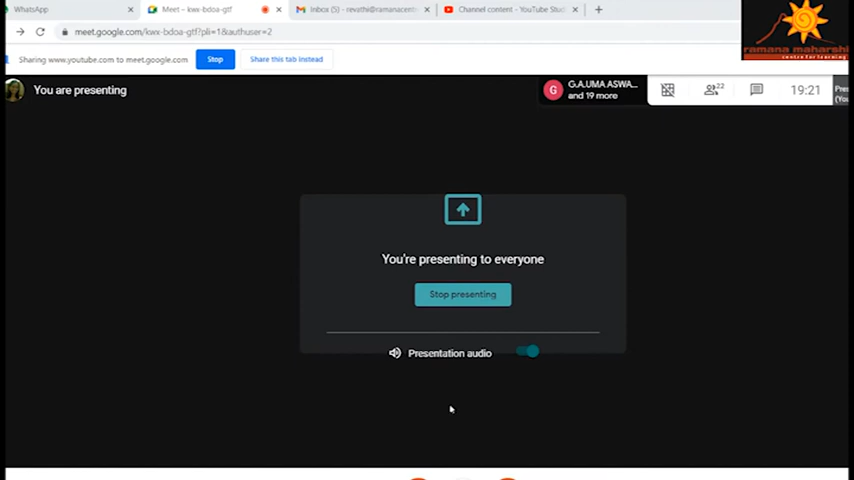 WhatsApp
Meet – kwx-bdoa-gtf
Inbox (5) - revathi@ramanacent
Channel content - YouTube Stud
meet.google.com/kwx-bdoa-gtf?pli=1&authuser=2
Sharing www.youtube.com to meet.google.com
Stop
Share this tab instead
ramana maharshi
centre for learning
You are presenting
G
G.A.UMA ASWA...
and 19 more
22
19:21
Pres
(You
You're presenting to everyone
Stop presenting
Presentation audio